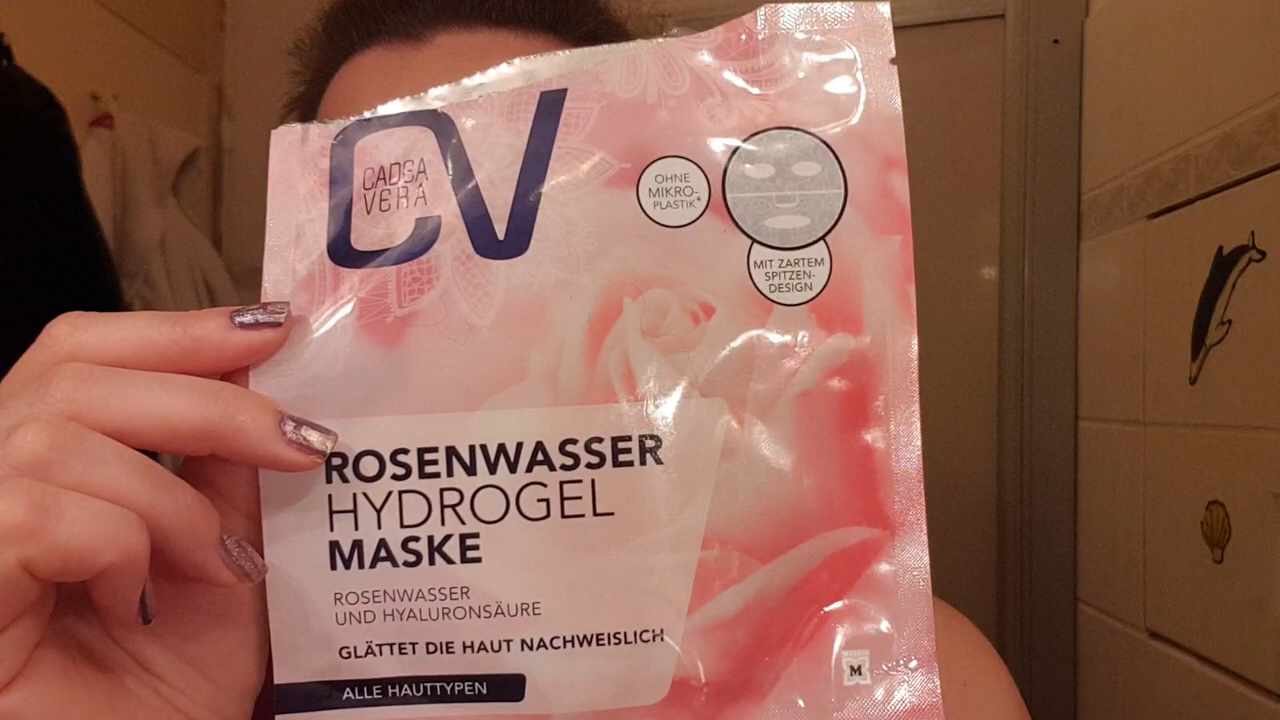 CV
CADEA
VERA
OHNE
MIKRO-
PLASTIK*
MIT ZARTEM
SPITZEN-
DESIGN
ROSENWASSER
HYDROGEL
MASKE
ROSENWASSER
UND HYALURONSÄURE
GLÄTTET DIE HAUT NACHWEISLICH
ALLE HAUTTYPEN
M